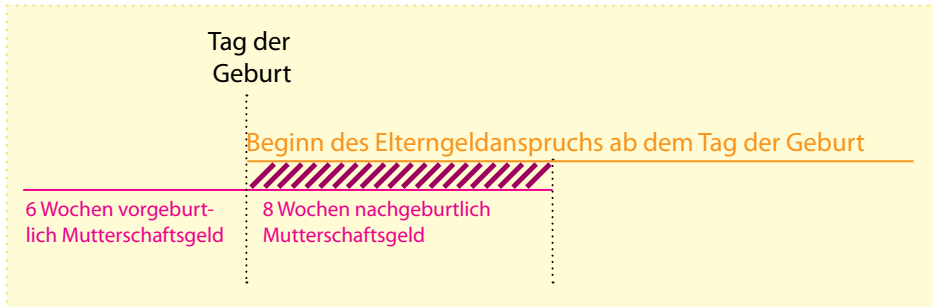 Tag der
Geburt
Beginn des Elterngeldanspruchs ab dem Tag der Geburt
6 Wochen vorgeburt-
lich Mutterschaftsgeld
8 Wochen nachgeburtlich
Mutterschaftsgeld